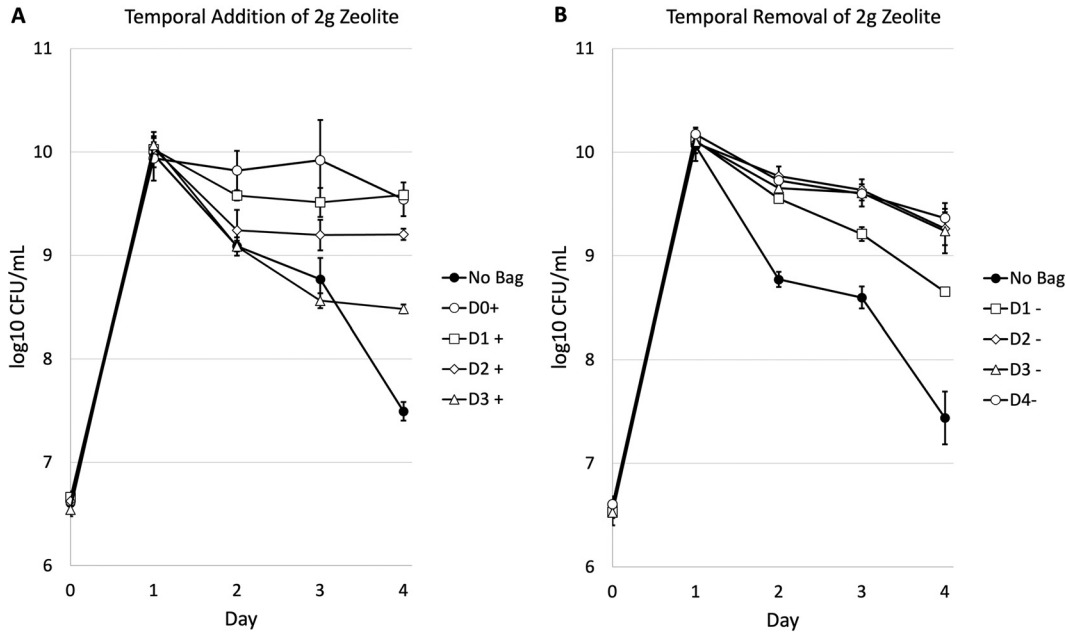 A
Temporal Addition of 2g Zeolite
11
10
9
8
7
6
log10 CFU/mL
0 1 2 3 4
Day
No Bag
D0+
D1 +
D2 +
D3 +
B
Temporal Removal of 2g Zeolite
11
10
9
8
7
6
log10 CFU/mL
0 1 2 3 4
Day
No Bag
D1 -
D2 -
D3 -
D4-